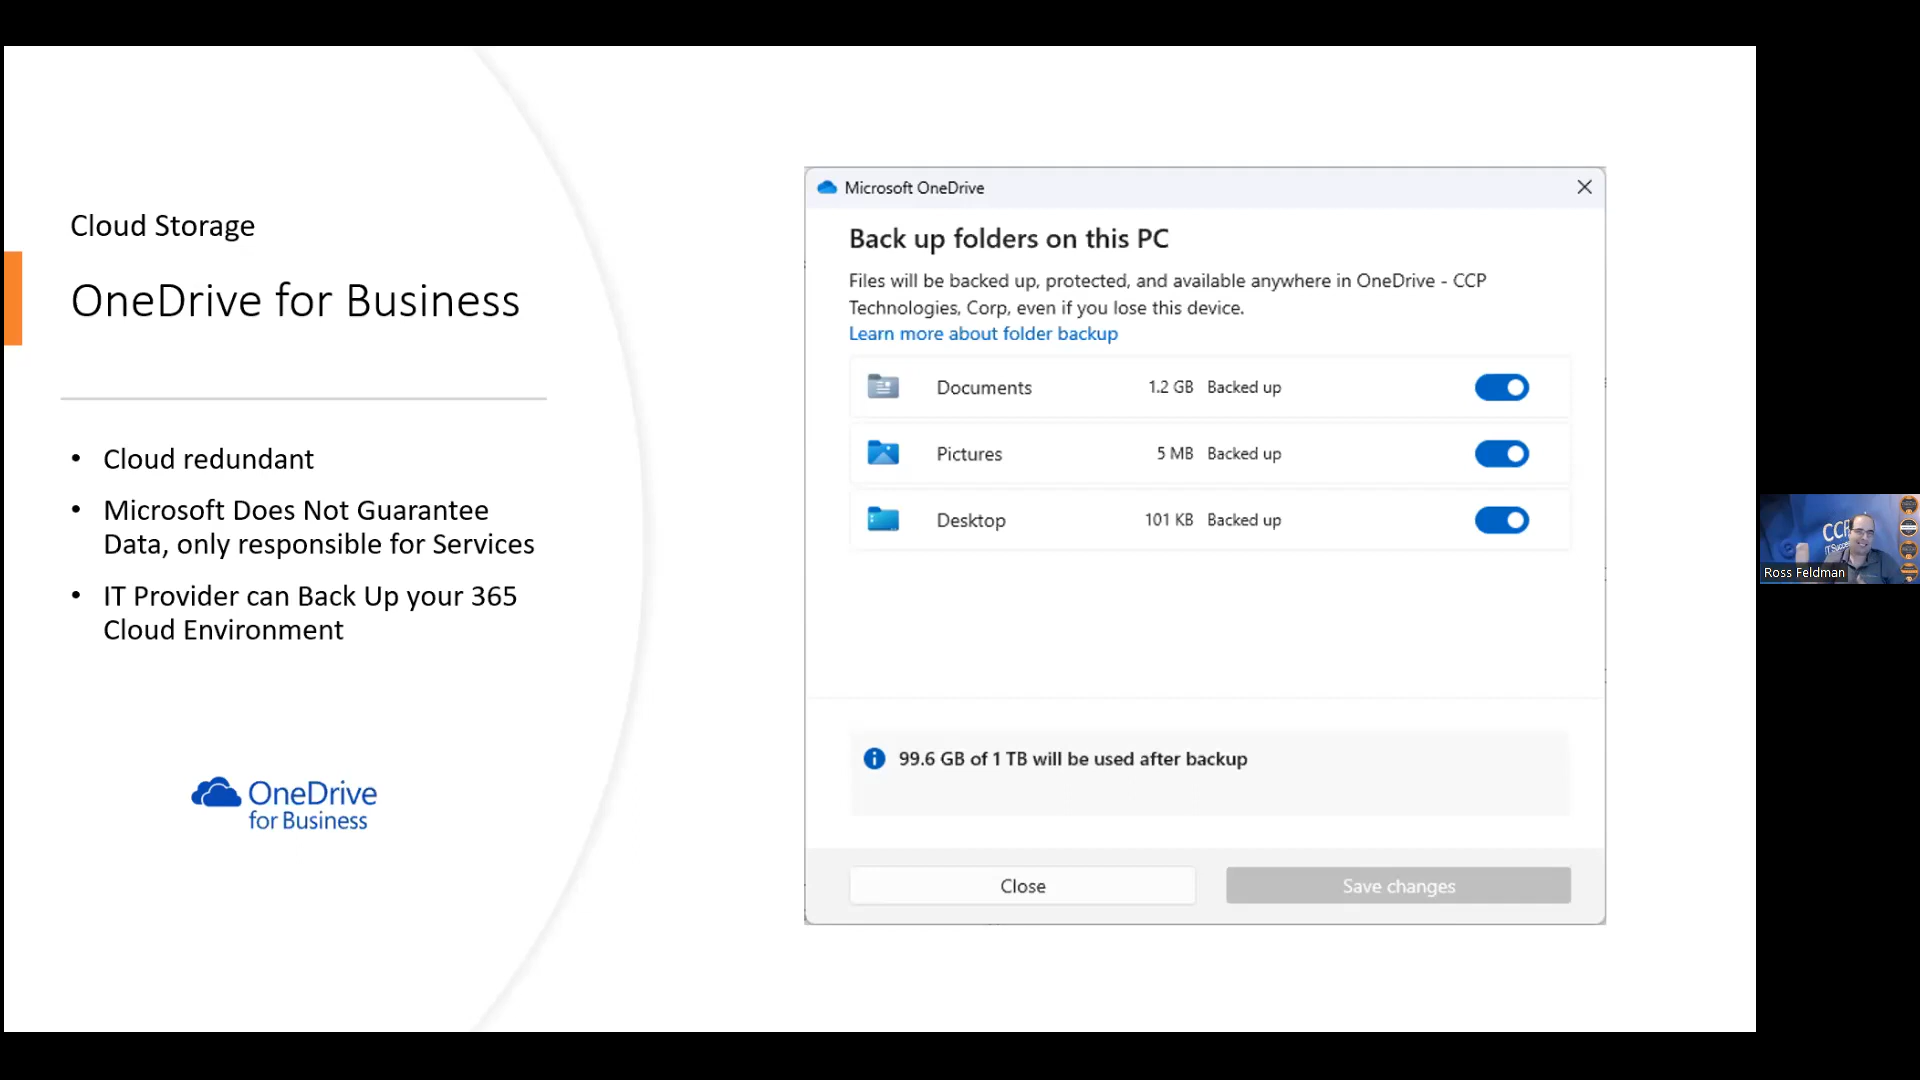 Cloud Storage
OneDrive for Business
• Cloud redundant
• Microsoft Does Not Guarantee
Data, only responsible for Services
• IT Provider can Back Up your 365
Cloud Environment
OneDrive
for Business
Microsoft OneDrive
Back up folders on this PC
Files will be backed up, protected, and available anywhere in OneDrive - CCP
Technologies, Corp, even if you lose this device.
Learn more about folder backup
Documents 1.2 GB Backed up
Pictures 5 MB Backed up
Desktop 101 KB Backed up
99.6 GB of 1 TB will be used after backup
Close Save changes
CCP
Ross Feldman